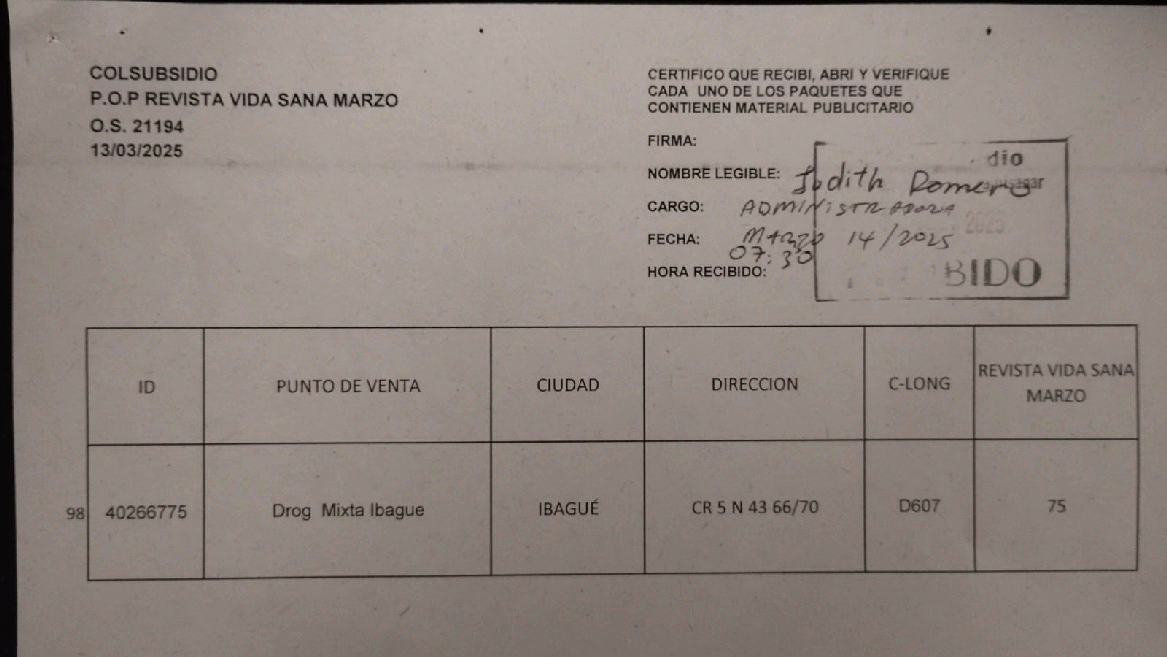 COLSUBSIDIO
P.O.P REVISTA VIDA SANA MARZO
O.S. 21194
13/03/2025
CERTIFICO QUE RECIBI, ABRI Y VERIFIQUE
CADA UNO DE LOS PAQUETES QUE
CONTIENEN MATERIAL PUBLICITARIO
FIRMA:
NOMBRE LEGIBLE: Judith Romero
CARGO: ADMINISTRADORA
FECHA: Marzo 14/2025
HORA RECIBIDO: 07:30
dio
2025
BIDO
ID PUNTO DE VENTA CIUDAD DIRECCION C-LONG REVISTA VIDA SANA MARZO
98 40266775 Drog Mixta Ibague IBAGUÉ CR 5 N 43 66/70 D607 75